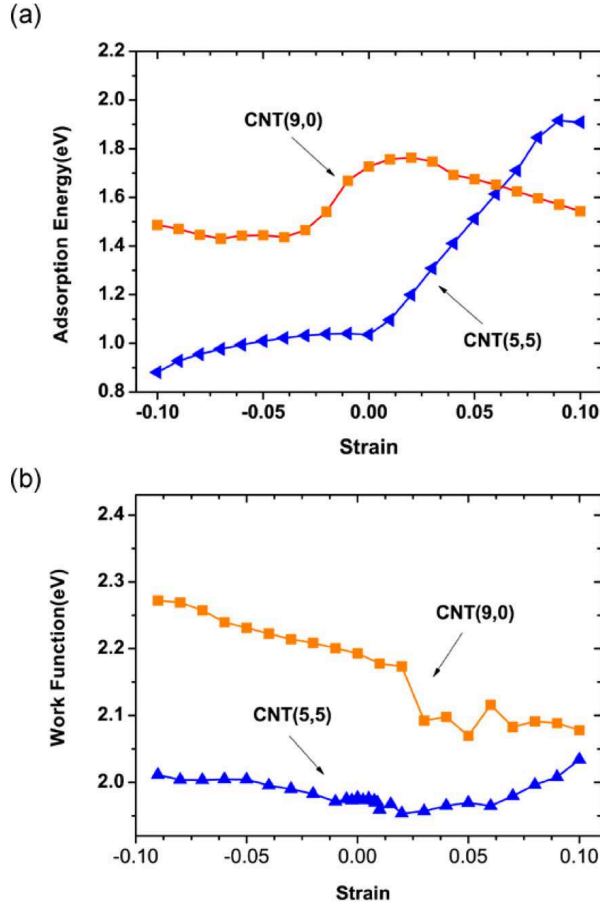 (a)
2.2
2.0
1.8
1.6
1.4
1.2
1.0
0.8
Adsorption Energy(eV)
CNT(9,0)
CNT(5,5)
-0.10 -0.05 0.00 0.05 0.10
Strain
(b)
2.4
2.3
2.2
2.1
2.0
Work Function(eV)
CNT(9,0)
CNT(5,5)
-0.10 -0.05 0.00 0.05 0.10
Strain